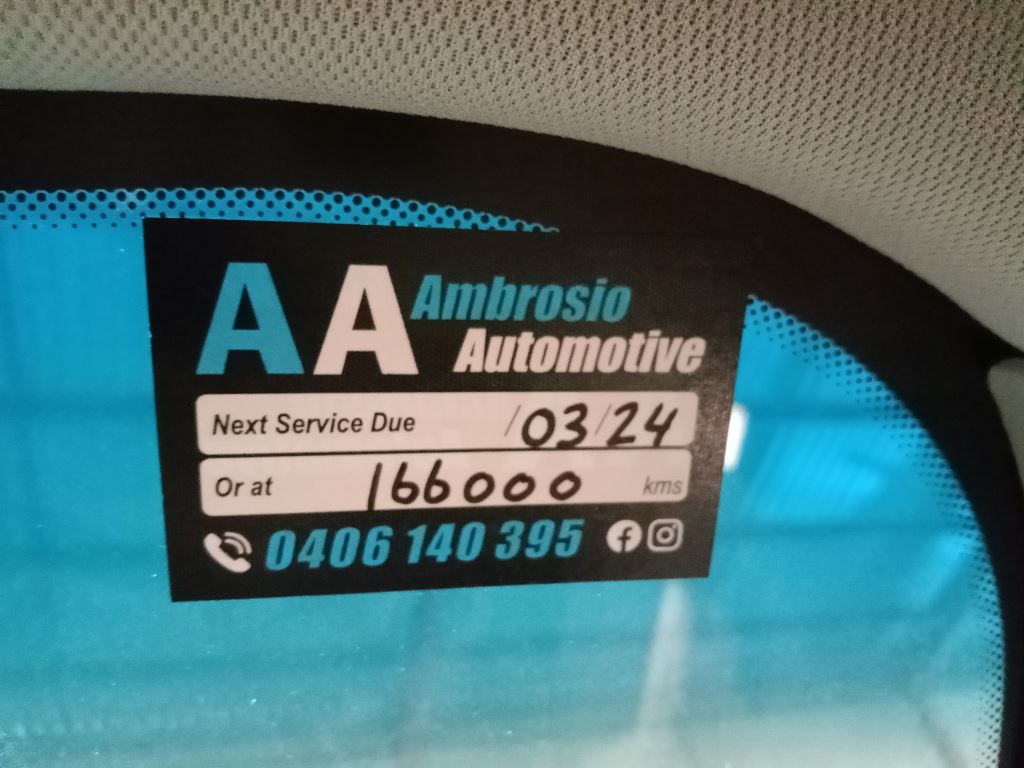 AA Ambrosio
Automotive
Next Service Due /03/24
Or at 166000 kms
0406 140 395